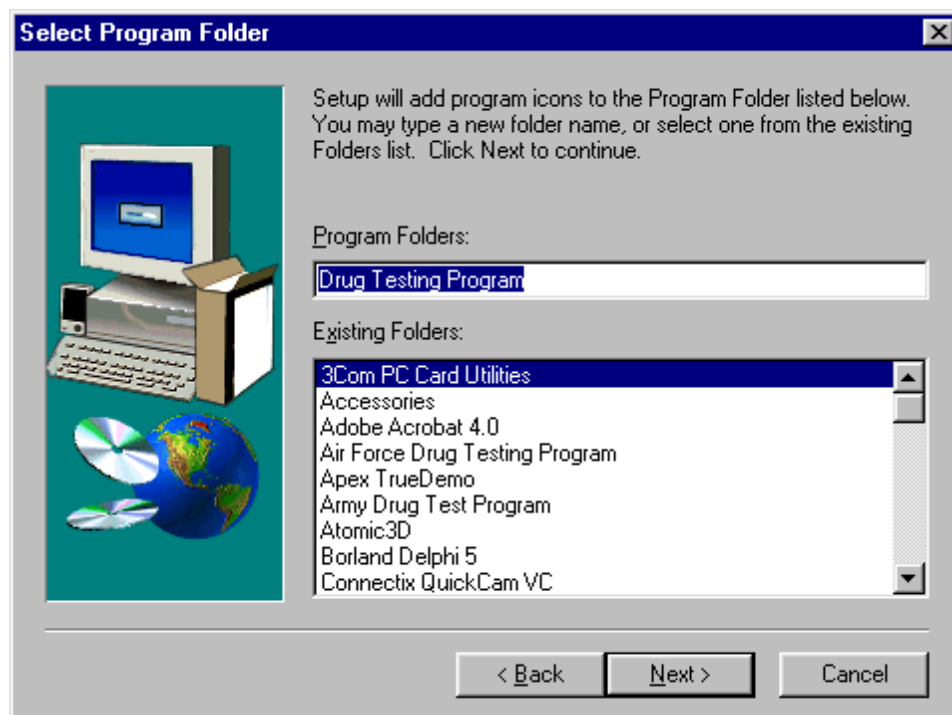 Select Program Folder
Setup will add program icons to the Program Folder listed below.
You may type a new folder name, or select one from the existing
Folders list.  Click Next to continue.
Program Folders:
Drug Testing Program
Existing Folders:
3Com PC Card Utilities
Accessories
Adobe Acrobat 4.0
Air Force Drug Testing Program
Apex TrueDemo
Army Drug Test Program
Atomic3D
Borland Delphi 5
Connectix QuickCam VC
< Back
Next >
Cancel